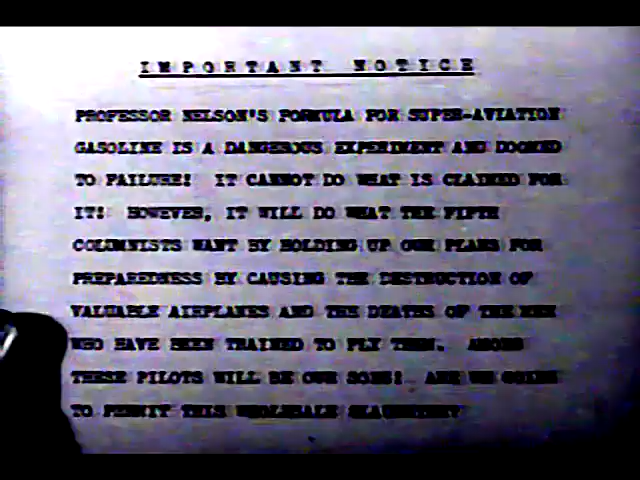 IMPORTANT NOTICE
PROFESSOR NELSON'S FORMULA FOR SUPER-AVIATION
GASOLINE IS A DANGEROUS EXPERIMENT AND DOOMED
TO FAILURE! IT CANNOT DO WHAT IS CLAIMED FOR
IT! HOWEVER, IT WILL DO WHAT THE FIFTH
COLUMNISTS WANT BY HOLDING UP OUR PLANS FOR
PREPAREDNESS BY CAUSING THE DESTRUCTION OF
VALUABLE AIRPLANES AND THE DEATHS OF THE MEN
WHO HAVE BEEN TRAINED TO FLY THEM. AMONG
THESE PILOTS WILL BE OUR SONS! ARE WE GOING
TO PERMIT THIS WHOLESALE SLAUGHTER?